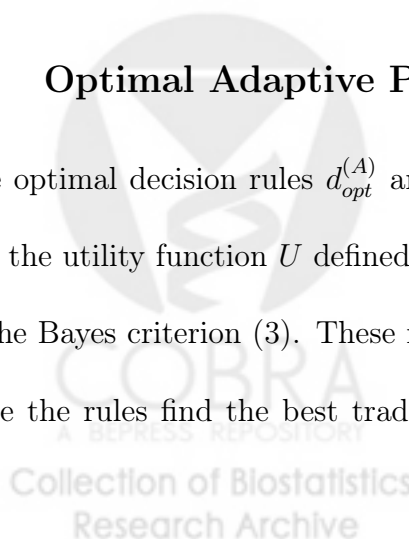 Optimal Adaptive P
e optimal decision rules d_{opt}^{(A)} ar
the utility function U defined
he Bayes criterion (3). These r
COBRA
e the rules find the best trad
A BEPRESS REPOSITORY
Collection of Biostatistics
Research Archive